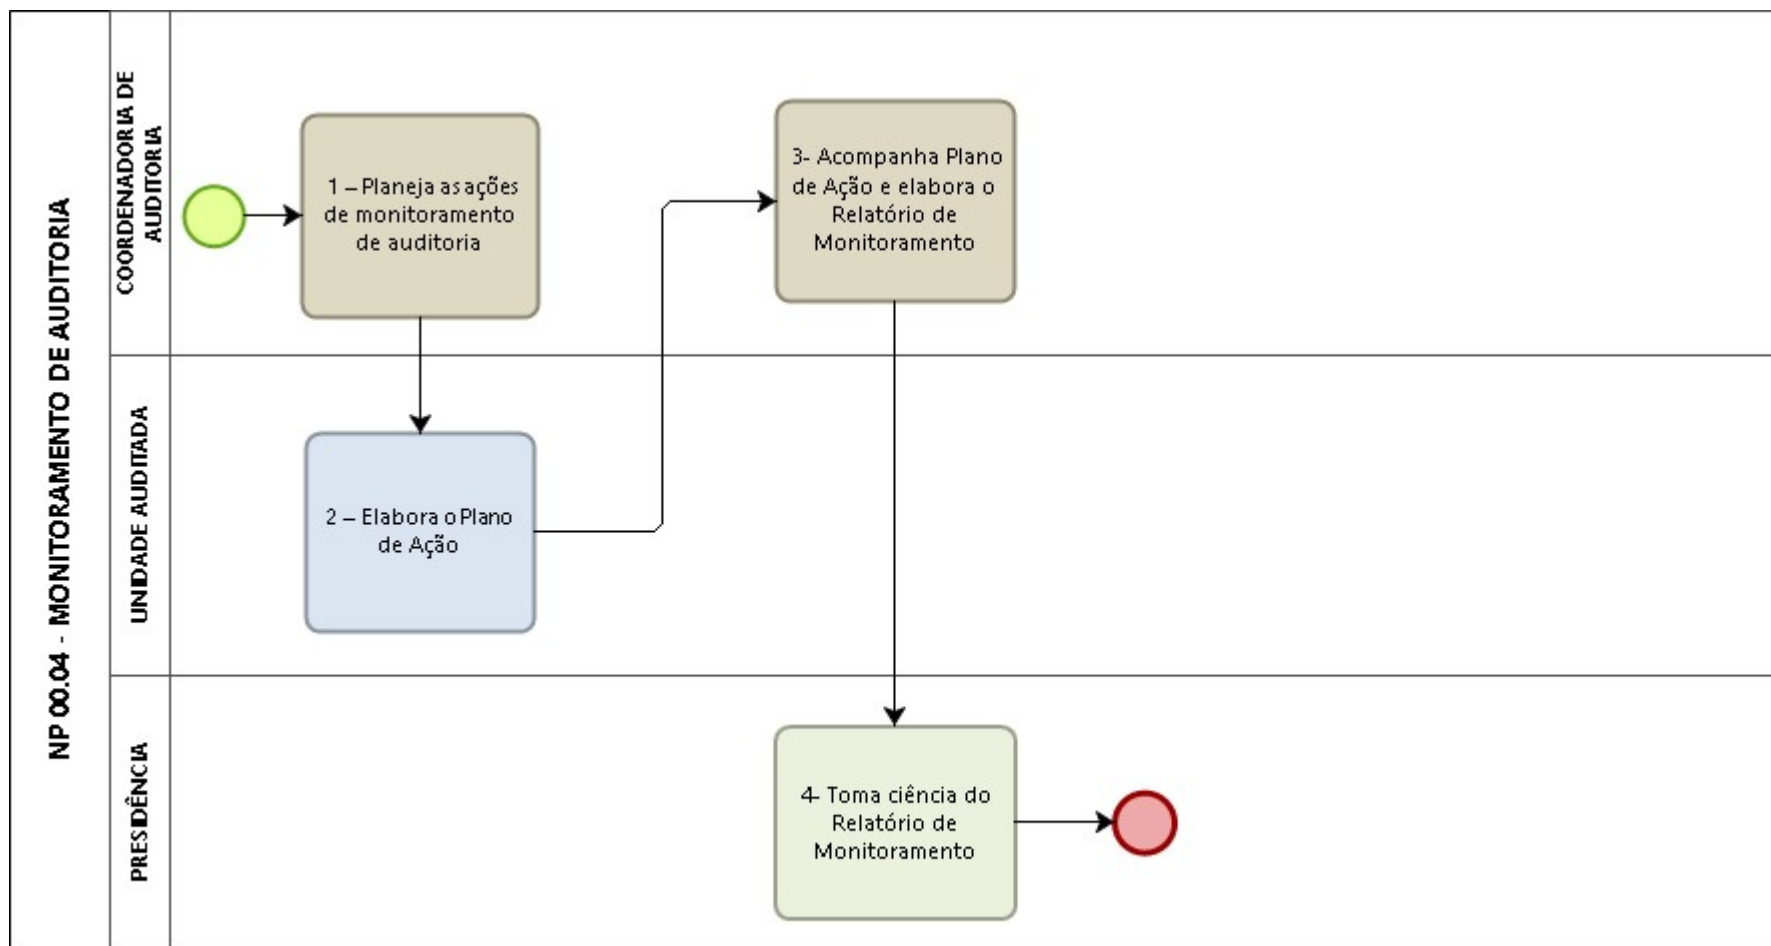 NP 00.04 - MONITORAMENTO DE AUDITORIA
COORDENADORIA DE
AUDITORIA
1 – Planeja as ações
de monitoramento
de auditoria
3- Acompanha Plano
de Ação e elabora o
Relatório de
Monitoramento
UNIDADE AUDITADA
2 – Elabora o Plano
de Ação
PRESIDÊNCIA
4- Toma ciência do
Relatório de
Monitoramento